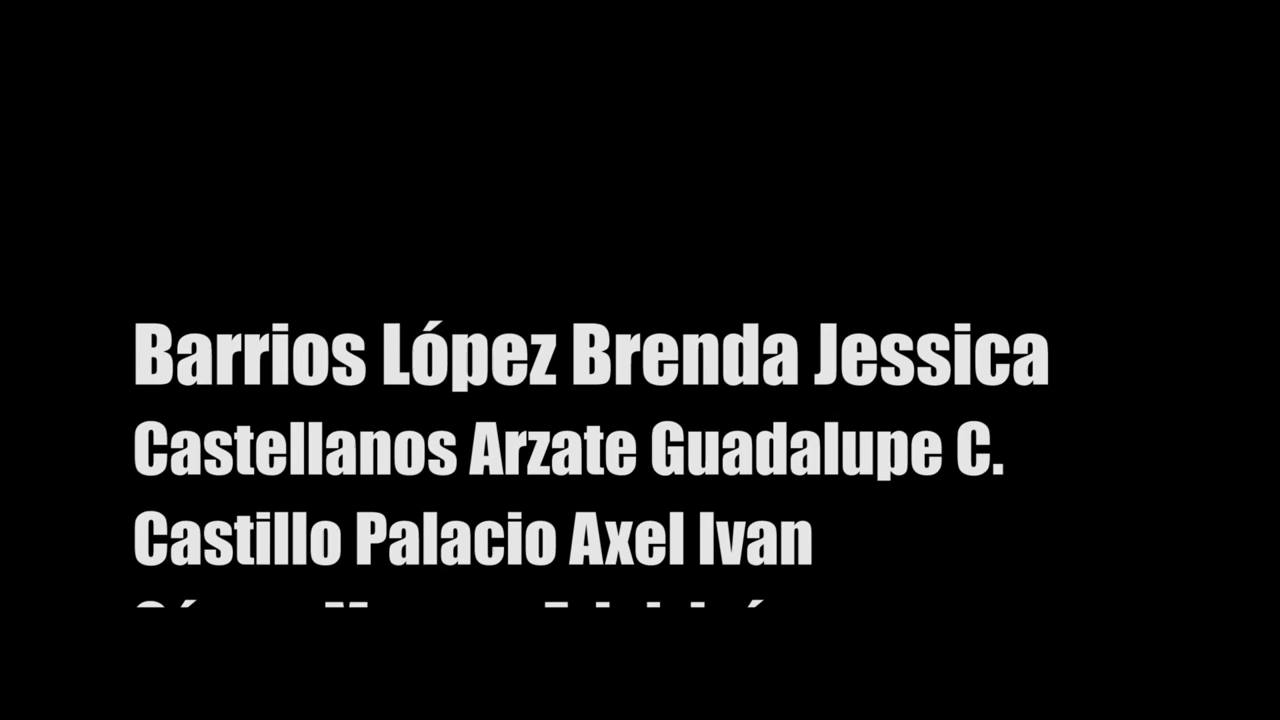 Barrios López Brenda Jessica
Castellanos Arzate Guadalupe C.
Castillo Palacio Axel Ivan